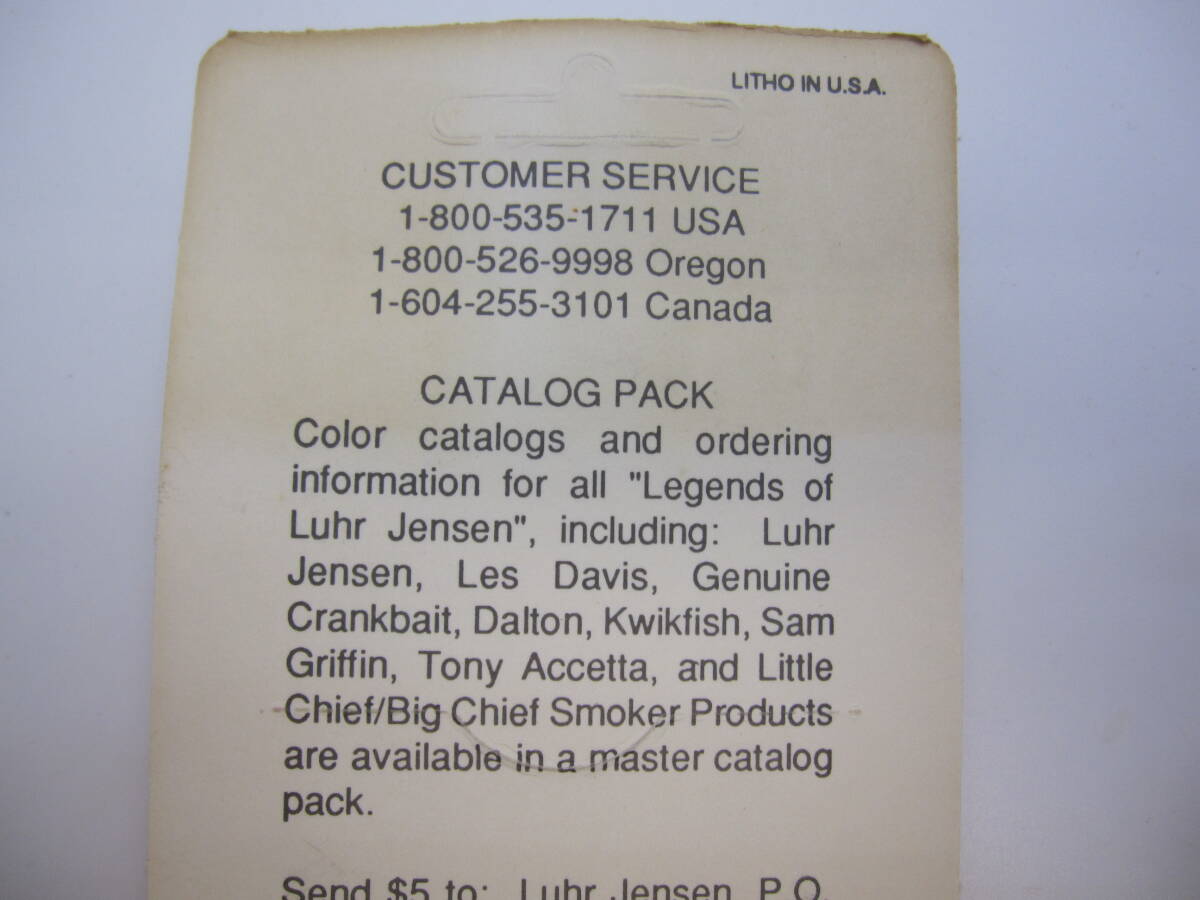 LITHO IN U.S.A.
CUSTOMER SERVICE
1-800-535-1711 USA
1-800-526-9998 Oregon
1-604-255-3101 Canada
CATALOG PACK
Color catalogs and ordering
information for all "Legends of
Luhr Jensen", including: Luhr
Jensen, Les Davis, Genuine
Crankbait, Dalton, Kwikfish, Sam
Griffin, Tony Accetta, and Little
Chief/Big Chief Smoker Products
are available in a master catalog
pack.
Send $5 to: Luhr Jensen, P.O.